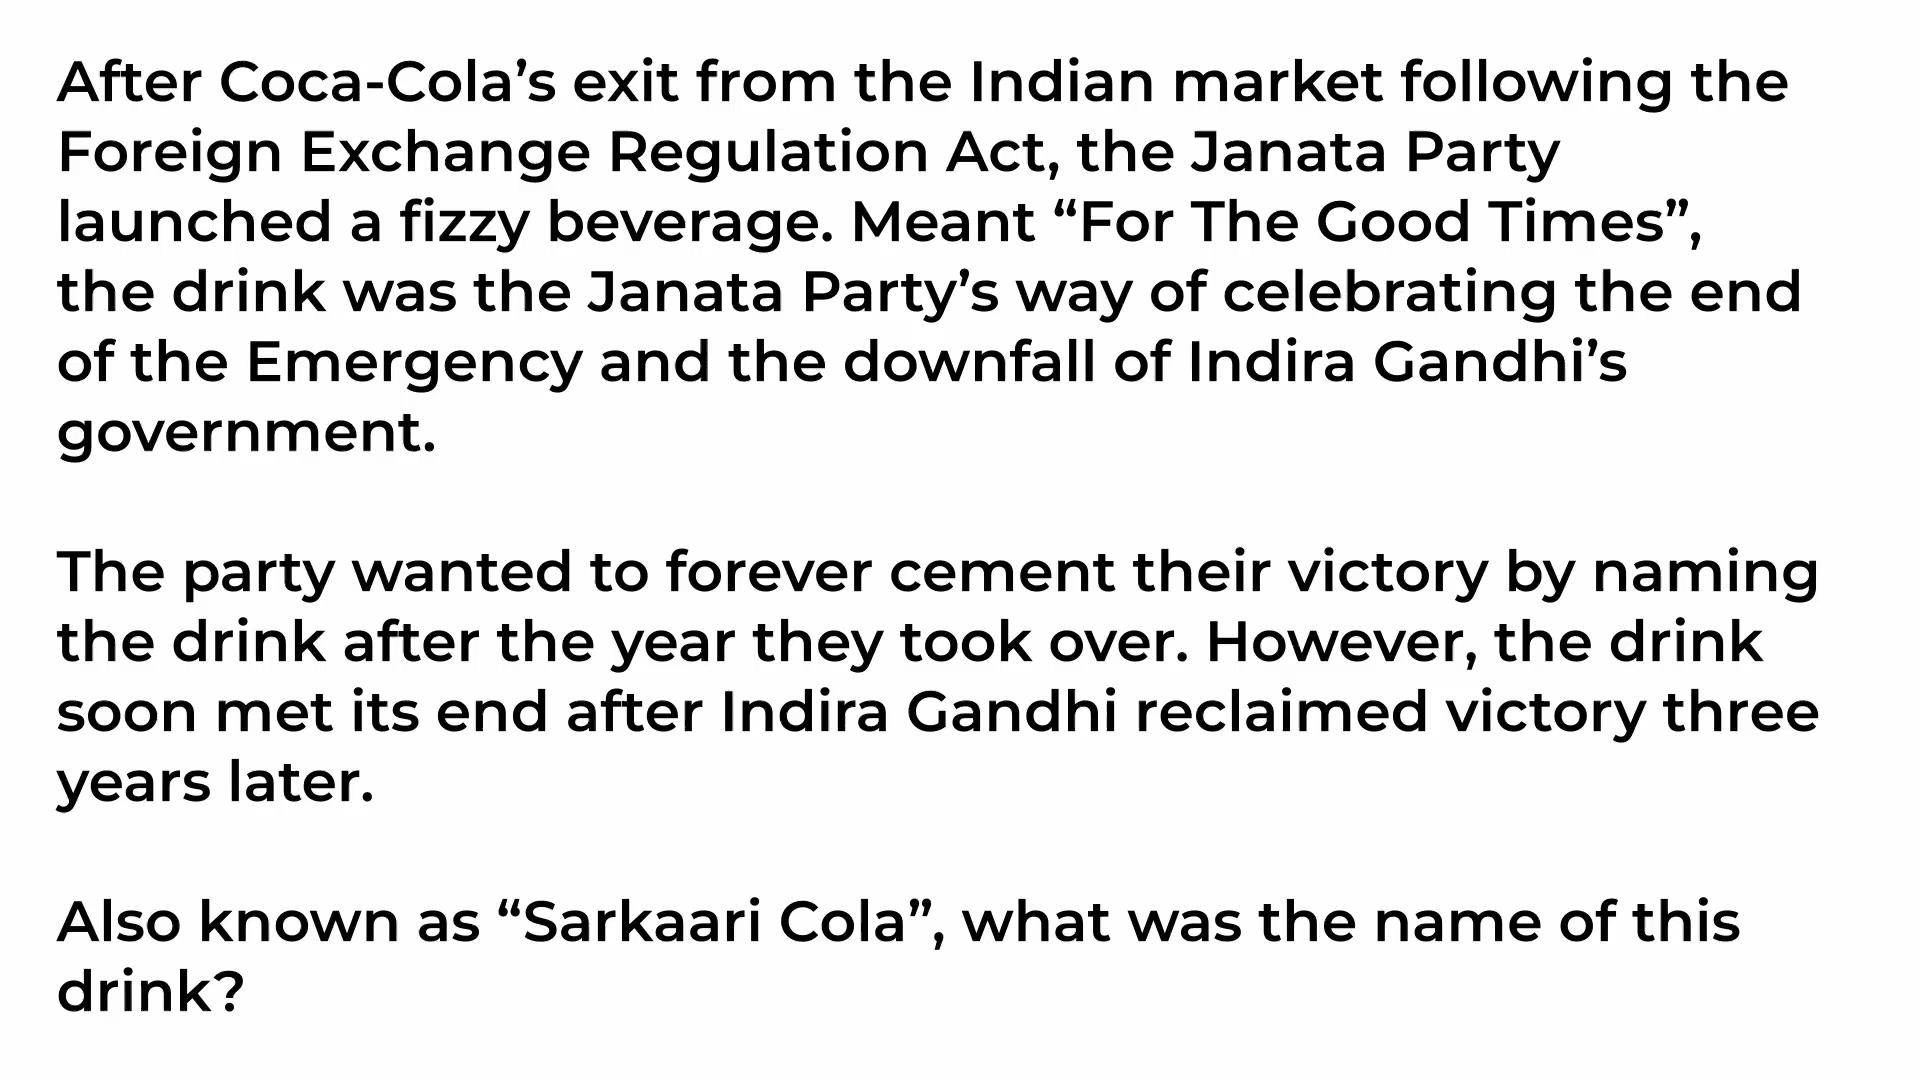 After Coca-Cola’s exit from the Indian market following the
Foreign Exchange Regulation Act, the Janata Party
launched a fizzy beverage. Meant “For The Good Times”,
the drink was the Janata Party’s way of celebrating the end
of the Emergency and the downfall of Indira Gandhi’s
government.
The party wanted to forever cement their victory by naming
the drink after the year they took over. However, the drink
soon met its end after Indira Gandhi reclaimed victory three
years later.
Also known as “Sarkaari Cola”, what was the name of this
drink?